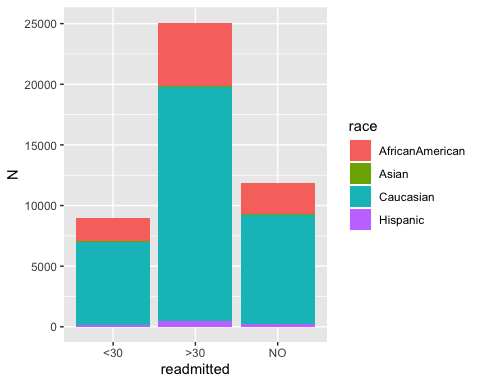 25000
20000
15000
10000
5000
0
N
<30
>30
NO
readmitted
race
AfricanAmerican
Asian
Caucasian
Hispanic